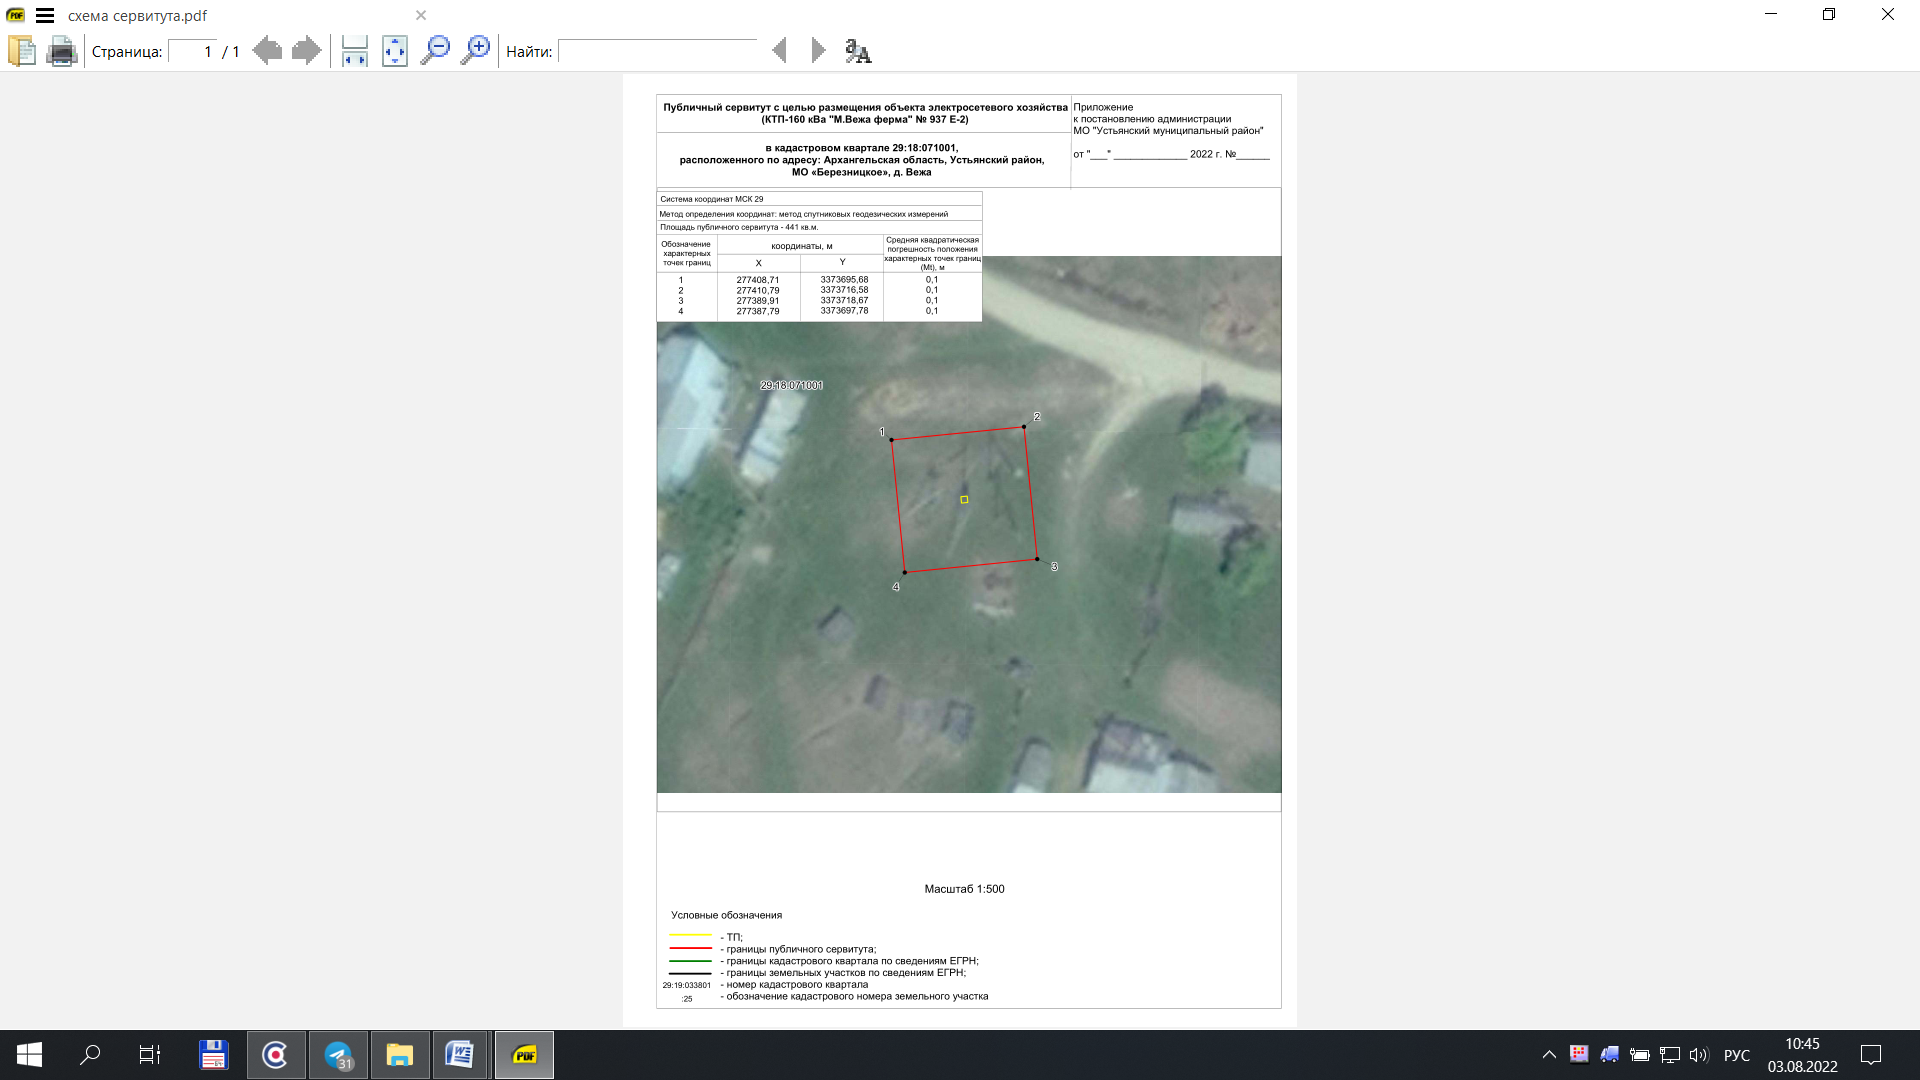 схема сервитута.pdf
Страница: 1 / 1 Найти:
Публичный сервитут с целью размещения объекта электросетевого хозяйства
(КТП-160 кВа "М.Вежа ферма" № 937 Е-2)
в кадастровом квартале 29:18:071001,
расположенного по адресу: Архангельская область, Устьянский район,
МО «Березницкое», д. Вежа
Приложение
к постановлению администрации
МО "Устьянский муниципальный район"
от "___" _____________ 2022 г. №______
Система координат МСК 29
Метод определения координат: метод спутниковых геодезических измерений
Площадь публичного сервитута - 441 кв.м.
Обозначение
характерных
точек границ
координаты, м
X Y
Средняя квадратическая
погрешность положения
характерных точек границ
(Mt), м
1 277408,71 3373695,68 0,1
2 277410,79 3373716,58 0,1
3 277389,91 3373718,67 0,1
4 277387,79 3373697,78 0,1
29:18:071001
1
2
3
4
Масштаб 1:500
Условные обозначения
- ТП;
- границы публичного сервитута;
- границы кадастрового квартала по сведениям ЕГРН;
- границы земельных участков по сведениям ЕГРН;
29:19:033801 - номер кадастрового квартала
:25 - обозначение кадастрового номера земельного участка
31
PDF
РУС
10:45
03.08.2022